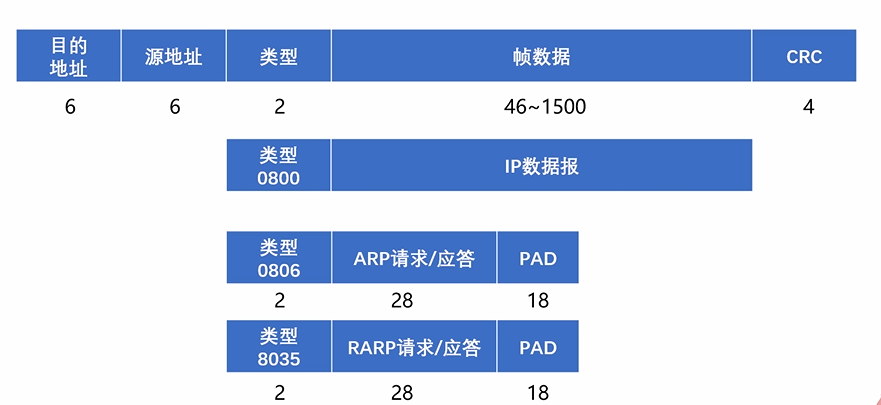 目的
地址
源地址
类型
帧数据
CRC
6
6
2
46~1500
4
类型
0800
IP数据报
类型
0806
ARP请求/应答
PAD
2
28
18
类型
8035
RARP请求/应答
PAD
2
28
18